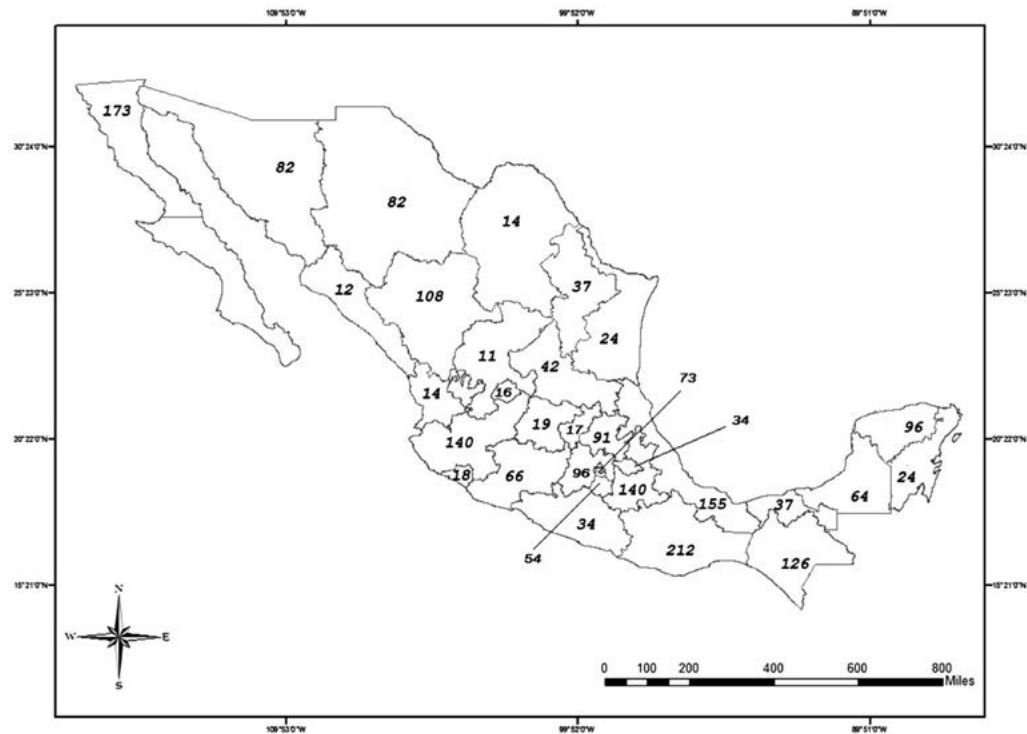 109°53'0"W 99°52'0"W 89°51'0"W
173
30°24'0"N 30°24'0"N
82
82
14
37
12 108
25°23'0"N 25°23'0"N
24
11
42
73
14 16
34
19 17 91 96
20°22'0"N 20°22'0"N
140
18 66 96 24
140 64
155 37
34
54 212 126
15°21'0"N 15°21'0"N
N
W E
S
0 100 200 400 600 800
Miles
109°53'0"W 99°52'0"W 89°51'0"W